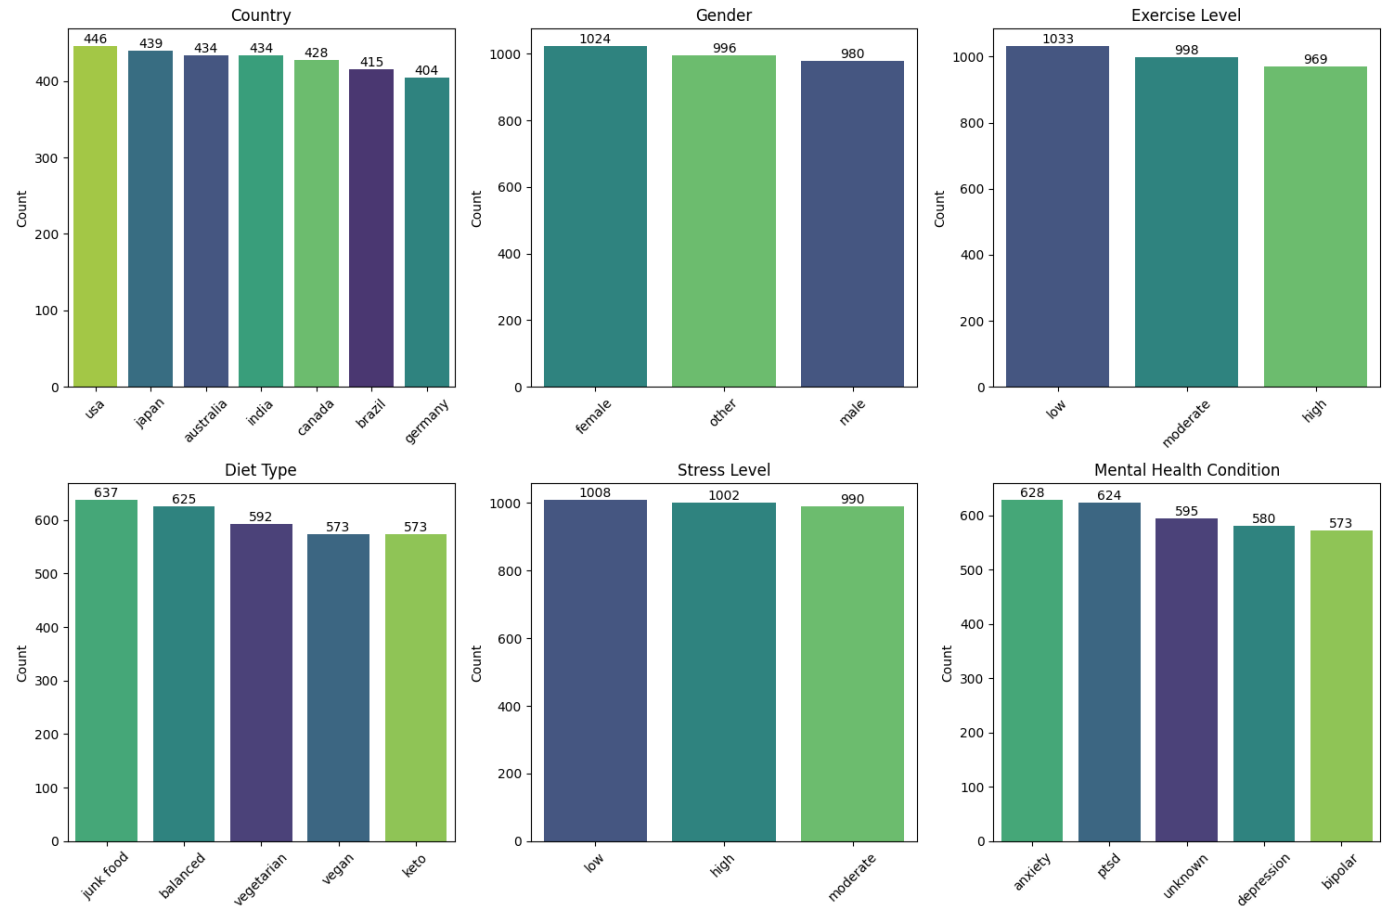 Country
446
439
434
434
428
415
404
400
300
200
100
0
Count
usa
japan
australia
india
canada
brazil
germany
Gender
1024
996
980
1000
800
600
400
200
0
Count
female
other
male
Exercise Level
1033
998
969
1000
800
600
400
200
0
Count
low
moderate
high
Diet Type
637
625
592
573
573
600
500
400
300
200
100
0
Count
junk food
balanced
vegetarian
vegan
keto
Stress Level
1008
1002
990
1000
800
600
400
200
0
Count
low
high
moderate
Mental Health Condition
628
624
595
580
573
600
500
400
300
200
100
0
Count
anxiety
ptsd
unknown
depression
bipolar